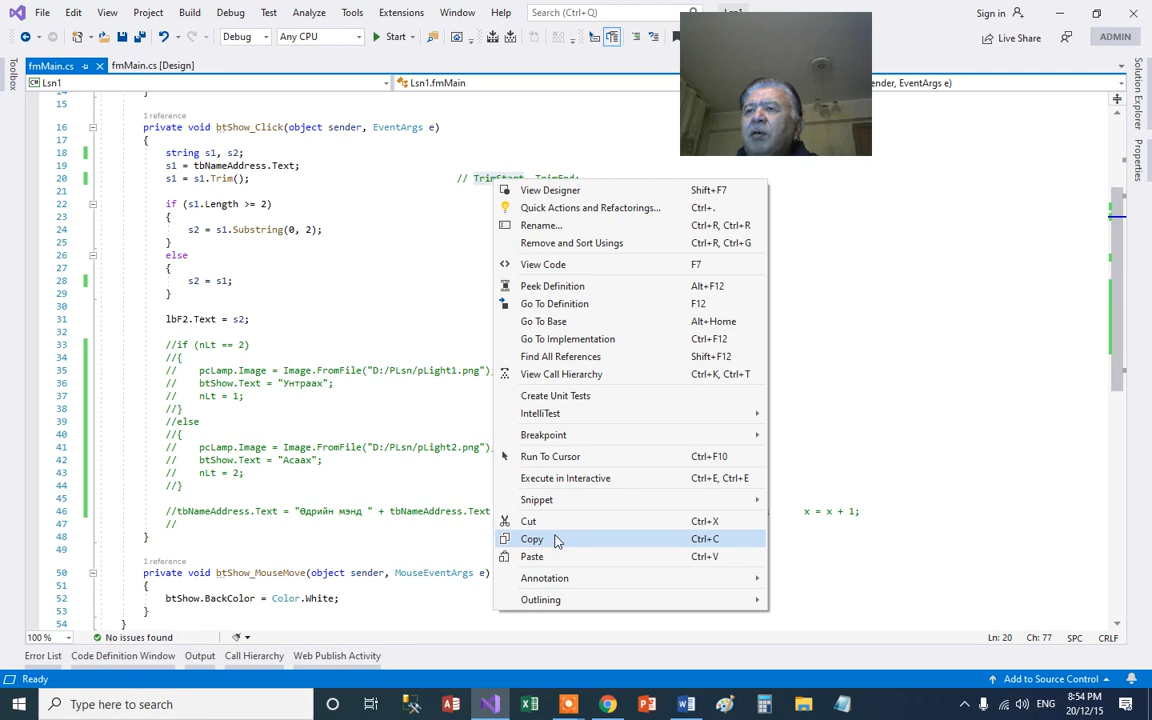 File Edit View Project Build Debug Test Analyze Tools Extensions Window Help Search (Ctrl+Q) Lsn1 Sign in
Debug Any CPU Start Live Share ADMIN
fmMain.cs fmMain.cs [Design]
Lsn1 Lsn1.fmMain ender, EventArgs e)
Toolbox
Solution Explorer
Properties
15
1 reference
16 private void btShow_Click(object sender, EventArgs e)
17 {
18 string s1, s2;
19 s1 = tbNameAddress.Text;
20 s1 = s1.Trim(); // TrimStart, TrimEnd;
21
22 if (s1.Length >= 2)
23 {
24 s2 = s1.Substring(0, 2);
25 }
26 else
27 {
28 s2 = s1;
29 }
30
31 lbF2.Text = s2;
32
33 //if (nLt == 2)
34 //{
35 // pcLamp.Image = Image.FromFile("D:/PLsn/pLight1.png");
36 // btShow.Text = "Унтраах";
37 // nLt = 1;
38 //}
39 //else
40 //{
41 // pcLamp.Image = Image.FromFile("D:/PLsn/pLight2.png");
42 // btShow.Text = "Асаах";
43 // nLt = 2;
44 //}
45
46 //tbNameAddress.Text = "Өдрийн мэнд " + tbNameAddress.Text x = x + 1;
47 //
48 }
49
1 reference
50 private void btShow_MouseMove(object sender, MouseEventArgs e)
51 {
52 btShow.BackColor = Color.White;
53 }
54 }
View Designer Shift+F7
Quick Actions and Refactorings... Ctrl+.
Rename... Ctrl+R, Ctrl+R
Remove and Sort Usings Ctrl+R, Ctrl+G
View Code F7
Peek Definition Alt+F12
Go To Definition F12
Go To Base Alt+Home
Go To Implementation Ctrl+F12
Find All References Shift+F12
View Call Hierarchy Ctrl+K, Ctrl+T
Create Unit Tests
IntelliTest
Breakpoint
Run To Cursor Ctrl+F10
Execute in Interactive Ctrl+E, Ctrl+E
Snippet
Cut Ctrl+X
Copy Ctrl+C
Paste Ctrl+V
Annotation
Outlining
100 % No issues found Ln: 20 Ch: 77 SPC CRLF
Error List Code Definition Window Output Call Hierarchy Web Publish Activity
Ready Add to Source Control
Type here to search ENG 8:54 PM
20/12/15